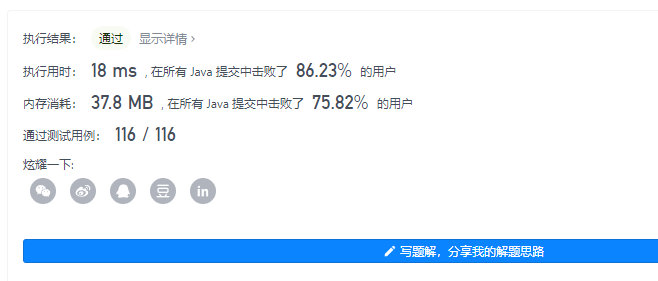 执行结果： 通过 显示详情 ›
执行用时： 18 ms , 在所有 Java 提交中击败了 86.23% 的用户
内存消耗： 37.8 MB , 在所有 Java 提交中击败了 75.82% 的用户
通过测试用例： 116 / 116
炫耀一下:
豆 in
写题解，分享我的解题思路